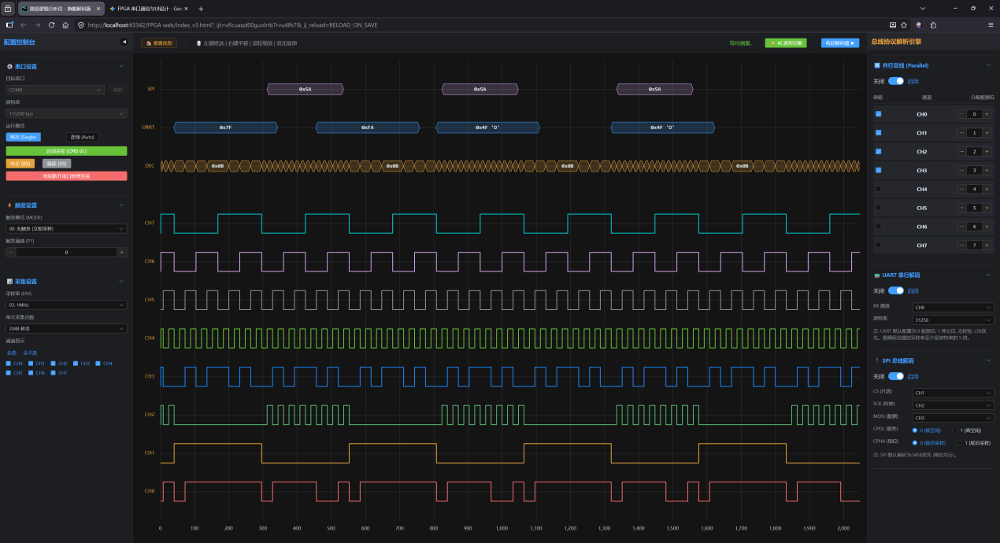 简易逻辑分析仪 - 旗舰解码版
FPGA 串口通信与UI设计 - Goo
http://localhost:63342/FPGA web/index_v3.html?_ijt=vficuaqd00guolrrb7rvu4lfs7&_ij_reload=RELOAD_ON_SAVE
配置控制台
重置视图
左键框选 | 右键平移 | 滚轮缩放 | 双击复原
等待测量...
AI 波形诊断
收起解码器
总线协议解析引擎
串口设置
目标串口
COM9
刷新
波特率
115200 bps
运行模式
单次 (Single)
连续 (Auto)
启动采样 (CMD 01)
中止 (02)
重读 (03)
彻底断开串口物理连接
触发设置
触发模式 (MODE)
00: 无触发 (立即采样)
触发通道 (P1)
0
采集设置
采样率 (DIV)
03: 1MHz
单次采集点数
2048 样本
通道显示
全选 全不选
CH0 CH1 CH2 CH3 CH4
CH5 CH6 CH7
SPI
0x5A 0x5A 0x5A
UART
0x7F 0xFA 0x4F 'O' 0x4F 'O'
DEC
0x0B 0x0B 0x0B 0x0B
CH7
CH6
CH5
CH4
CH3
CH2
CH1
CH0
0 100 200 300 400 500 600 700 800 900 1,000 1,100 1,200 1,300 1,400 1,500 1,600 1,700 1,800 1,900 2,000
并行总线 (Parallel)
关闭 启用
使能 通道 分配数据位
CH0 0
CH1 1
CH2 2
CH3 3
CH4 4
CH5 5
CH6 6
CH7 7
UART 串行解码
关闭 启用
RX 通道 CH0
波特率 31250
注: UART 默认配置为 8 数据位, 1 停止位, 无校验, LSB优
先。要确保仪器的采样率至少是波特率的 5 倍。
SPI 总线解码
关闭 启用
CS (片选) CH1
SCK (时钟) CH2
MOSI (数据) CH3
CPOL (极性) 0 (低空闲) 1 (高空闲)
CPHA (相位) 0 (首沿采样) 1 (尾沿采样)
注: SPI 默认解析为 MSB优先 (高位先行)。